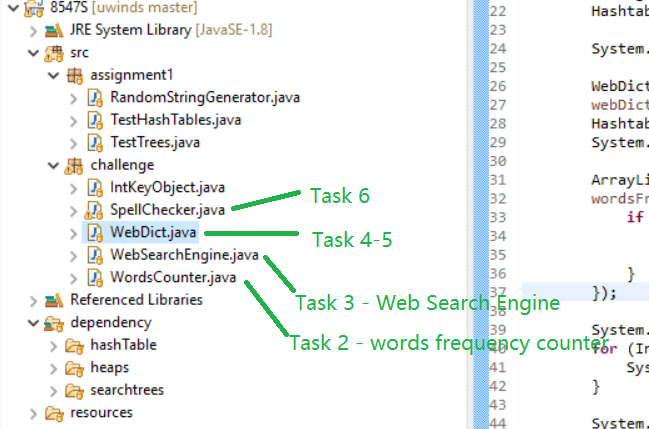 8547S [uwinds master]
JRE System Library [JavaSE-1.8]
src
assignment1
RandomStringGenerator.java
TestHashTables.java
TestTrees.java
challenge
IntKeyObject.java
SpellChecker.java
WebDict.java
WebSearchEngine.java
WordsCounter.java
Referenced Libraries
dependency
hashTable
heaps
searchtrees
resources
Task 6
Task 4-5
Task 3 - Web Search Engine
Task 2 - words frequency counter
22 Hashtab
23
24 System.
25
26 WebDict
27 webDict
28 Hashtab
29 System.
30
31 ArrayLi
32 wordsFr
33 if
34
35
36 }
37 });
38
39 System.
40 for (In
41 Sys
42 }
43
44 System.